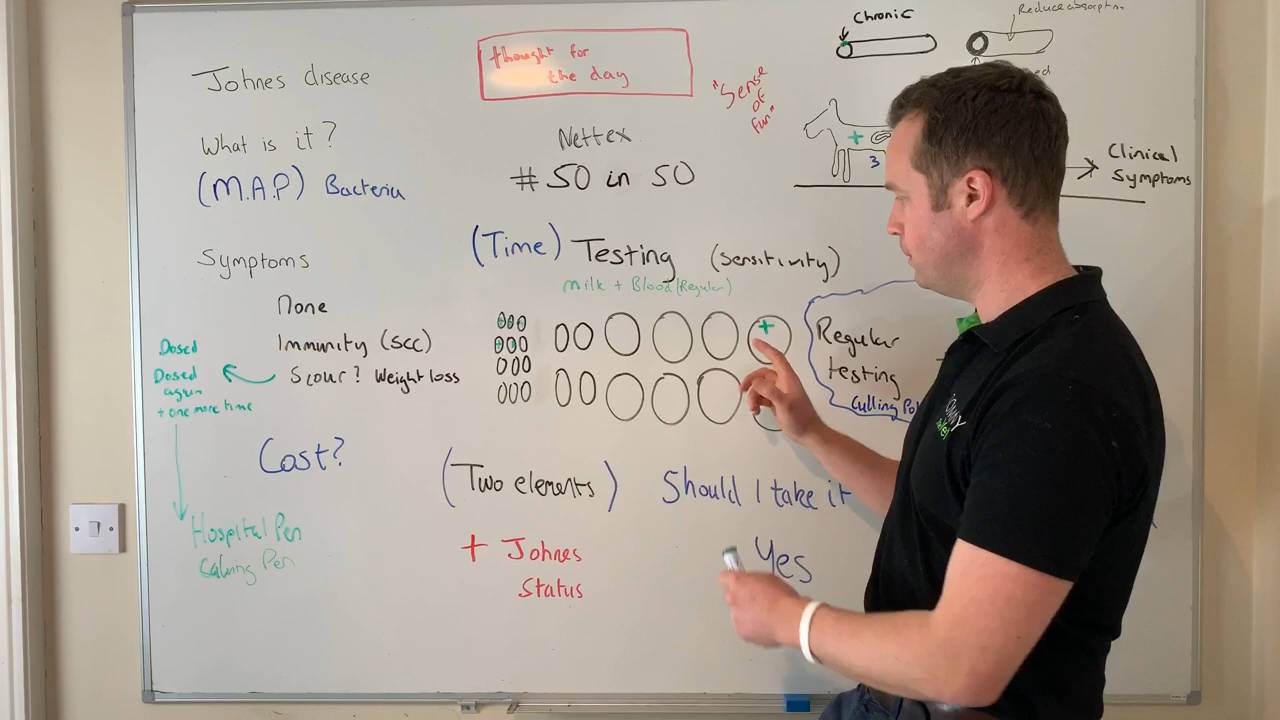 Johnes disease
What is it?
(M.A.P) Bacteria
Symptoms
None
Immunity (SCC)
Scour? Weight loss
Dosed
Dosed
again
+ one more time
Cost?
Hospital Pen
Calving Pen
thought for
the day
"Sense
of
fun"
Nettex
#50 in 50
(Time) Testing (sensitivity)
milk + Blood (Regular)
+
(Two elements)
+ Johnes
Status
Should I take it
Yes
Chronic
Reduce absorption
+
3
Clinical
Symptoms
Regular
testing
Culling